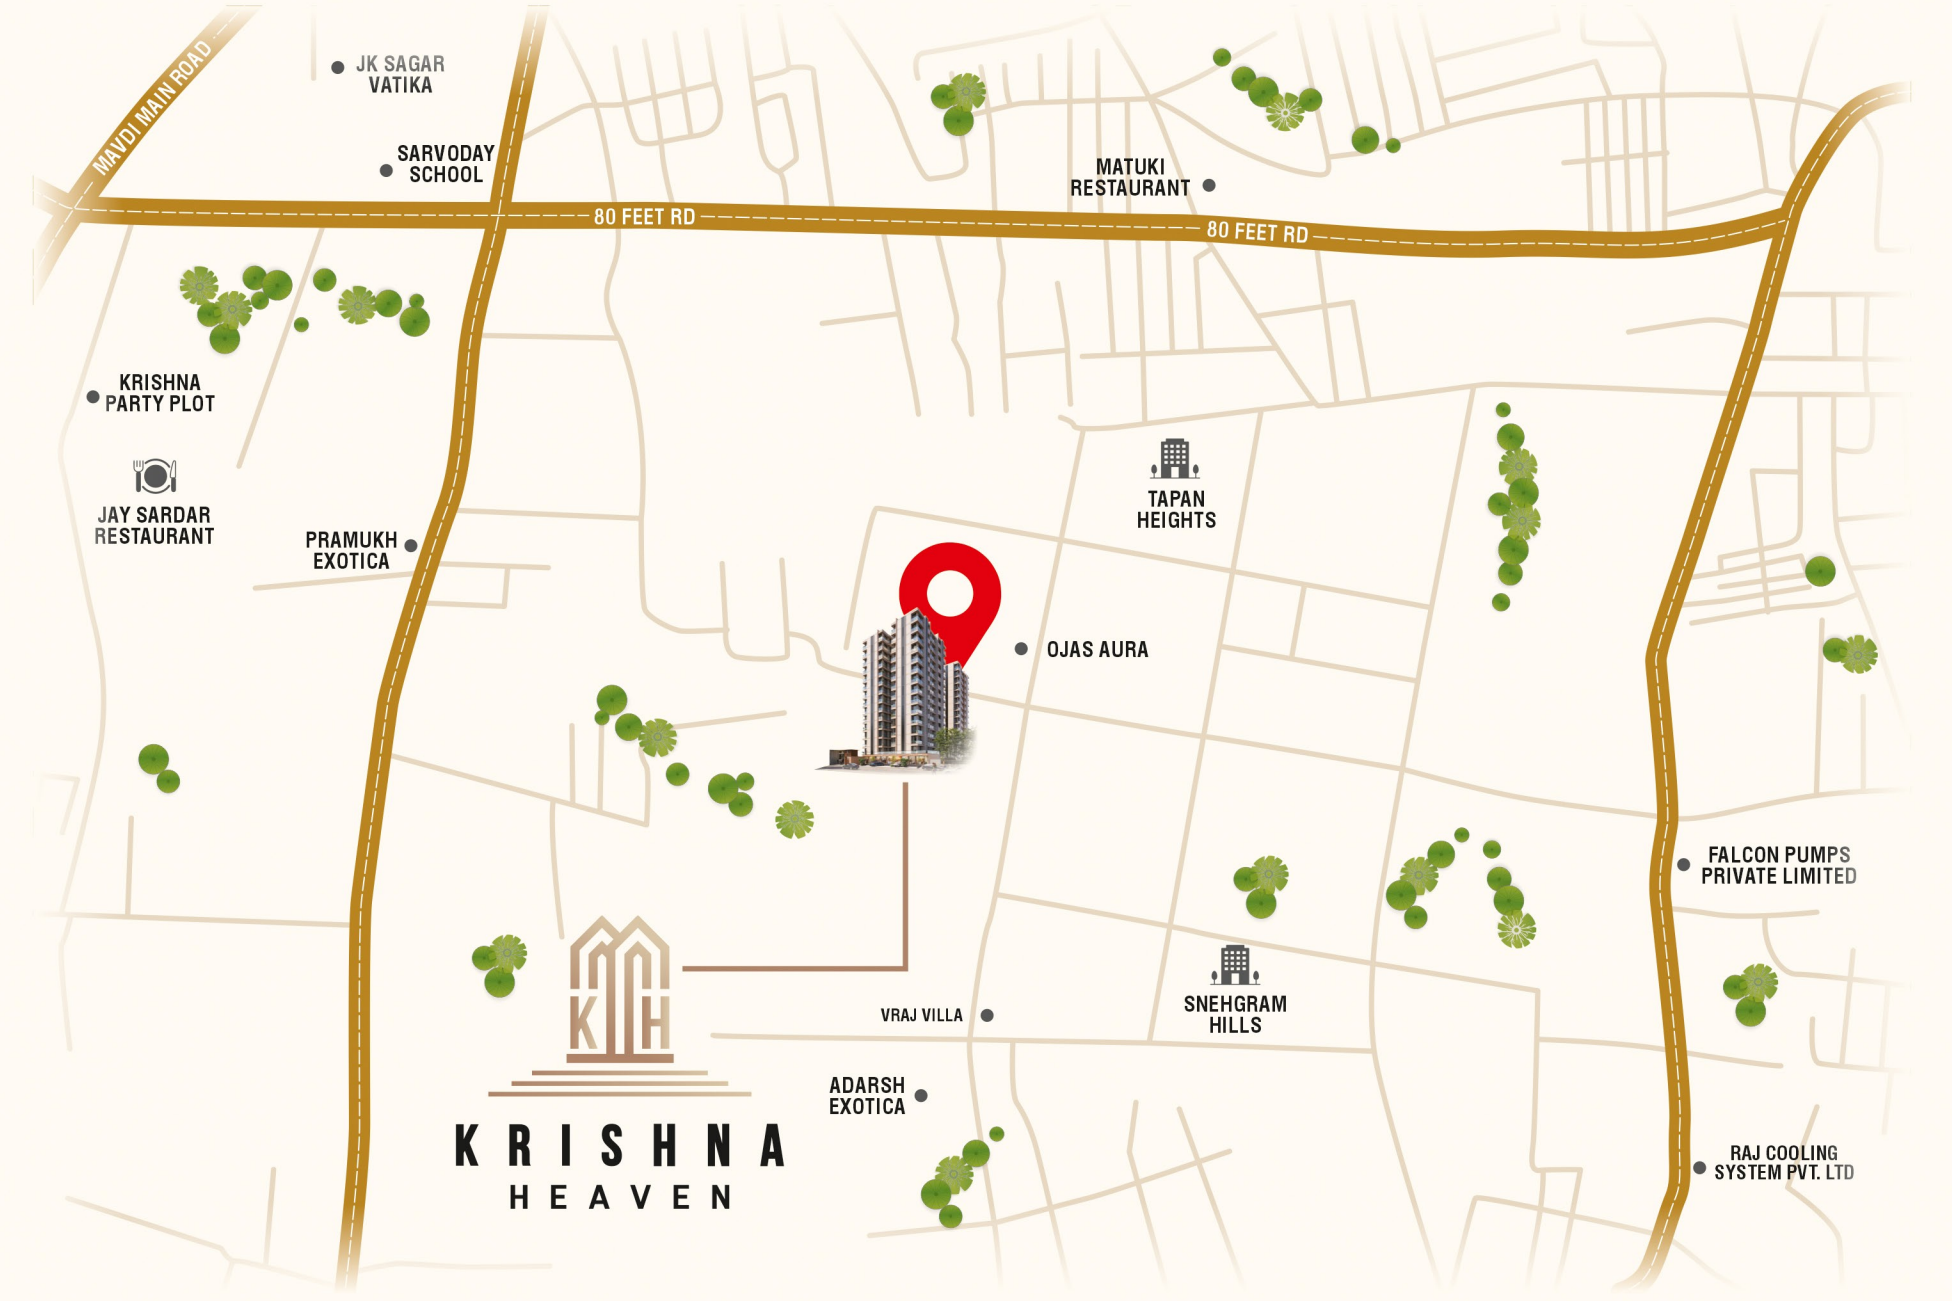 MAVDI MAIN ROAD
JK SAGAR
VATIKA
SARVODAY
SCHOOL
80 FEET RD
MATUKI
RESTAURANT
80 FEET RD
KRISHNA
PARTY PLOT
JAY SARDAR
RESTAURANT
PRAMUKH
EXOTICA
TAPAN
HEIGHTS
OJAS AURA
FALCON PUMPS
PRIVATE LIMITED
SNEHGRAM
HILLS
VRAJ VILLA
ADARSH
EXOTICA
RAJ COOLING
SYSTEM PVT. LTD
KH
KRISHNA
HEAVEN